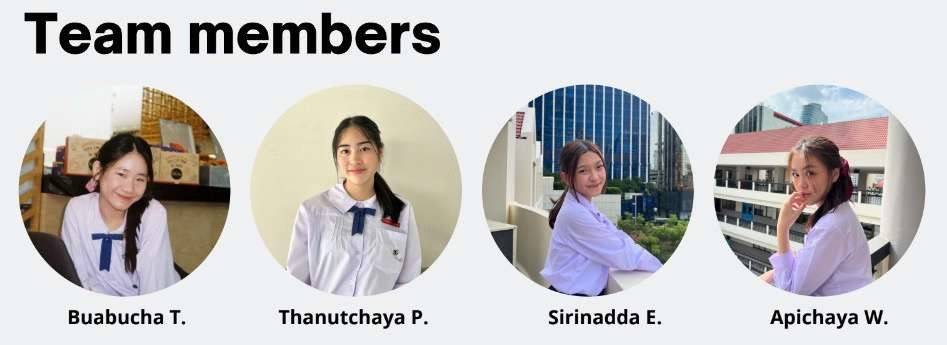 Team members
Buabucha T.
Thanutchaya P.
Sirinadda E.
Apichaya W.